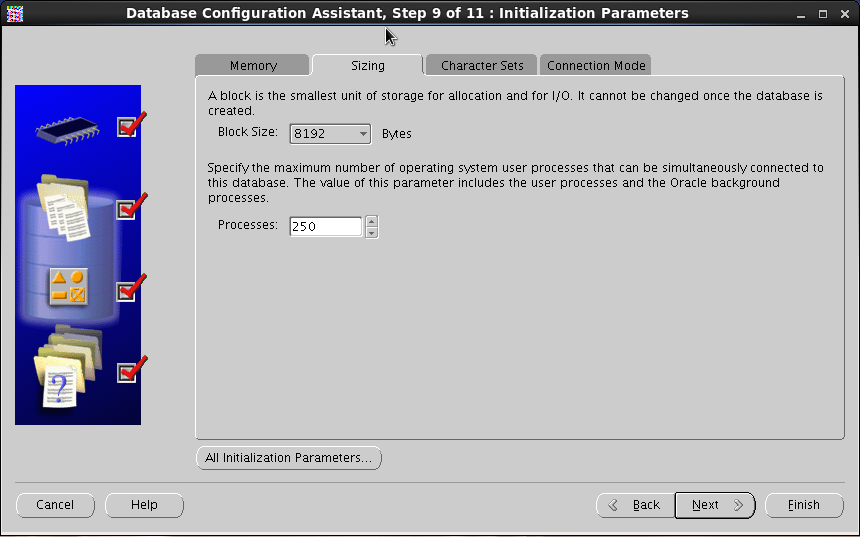 Database Configuration Assistant, Step 9 of 11 : Initialization Parameters
Memory Sizing Character Sets Connection Mode
A block is the smallest unit of storage for allocation and for I/O. It cannot be changed once the database is
created.
Block Size: 8192 Bytes
Specify the maximum number of operating system user processes that can be simultaneously connected to
this database. The value of this parameter includes the user processes and the Oracle background
processes.
Processes: 250
?
All Initialization Parameters...
Cancel Help Back Next Finish